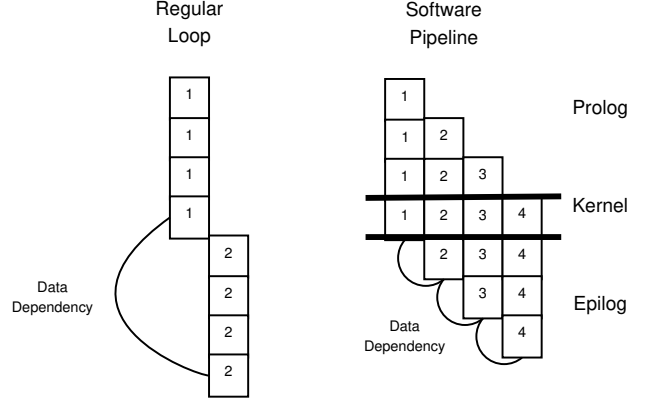 Regular
Loop
Software
Pipeline
1
1
1
1
2
2
2
2
Data
Dependency
1
1 2
1 2 3
1 2 3 4
2 3 4
3 4
4
Prolog
Kernel
Epilog
Data
Dependency